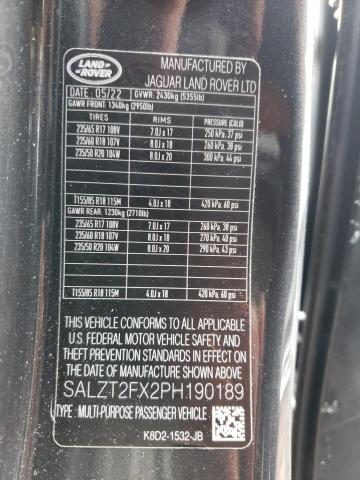 LAND-
-ROVER
MANUFACTURED BY
JAGUAR LAND ROVER LTD
DATE : 05/22 GVWR: 2430kg (5355lb)
GAWR FRONT: 1340kg (2950lb)
TIRES RIMS PRESSURE (COLD)
235/65 R17 108V 7.0J x 17 250 kPa, 37 psi
235/60 R18 107V 8.0J x 18 260 kPa, 38 psi
235/50 R20 104W 8.0J x 20 300 kPa, 44 psi
T155/85 R18 115M 4.0J x 18 420 kPa, 60 psi
GAWR REAR: 1230kg (2710lb)
235/65 R17 108V 7.0J x 17 260 kPa, 38 psi
235/60 R18 107V 8.0J x 18 270 kPa, 40 psi
235/50 R20 104W 8.0J x 20 290 kPa, 43 psi
T155/85 R18 115M 4.0J x 18 420 kPa, 60 psi
THIS VEHICLE CONFORMS TO ALL APPLICABLE
U.S. FEDERAL MOTOR VEHICLE SAFETY AND
THEFT PREVENTION STANDARDS IN EFFECT ON
THE DATE OF MANUFACTURE SHOWN ABOVE.
SALZT2FX2PH190189
TYPE : MULTI-PURPOSE PASSENGER VEHICLE
K8D2-1532-JB